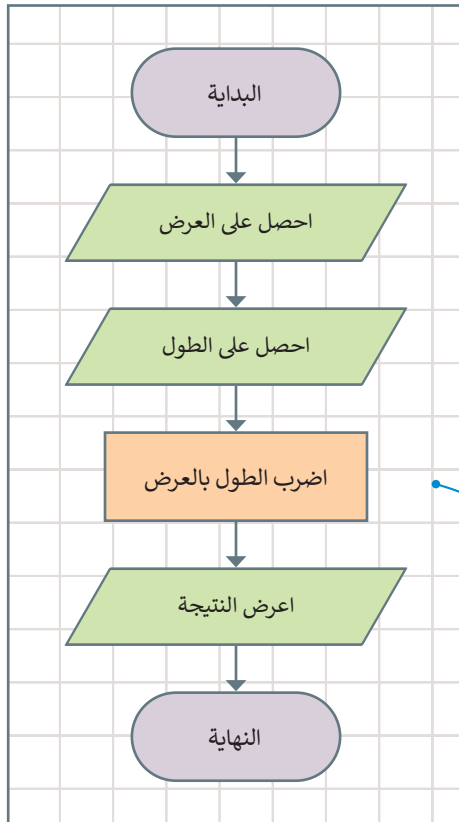 البداية
احصل على العرض
احصل على الطول
اضرب الطول بالعرض
اعرض النتيجة
النهاية